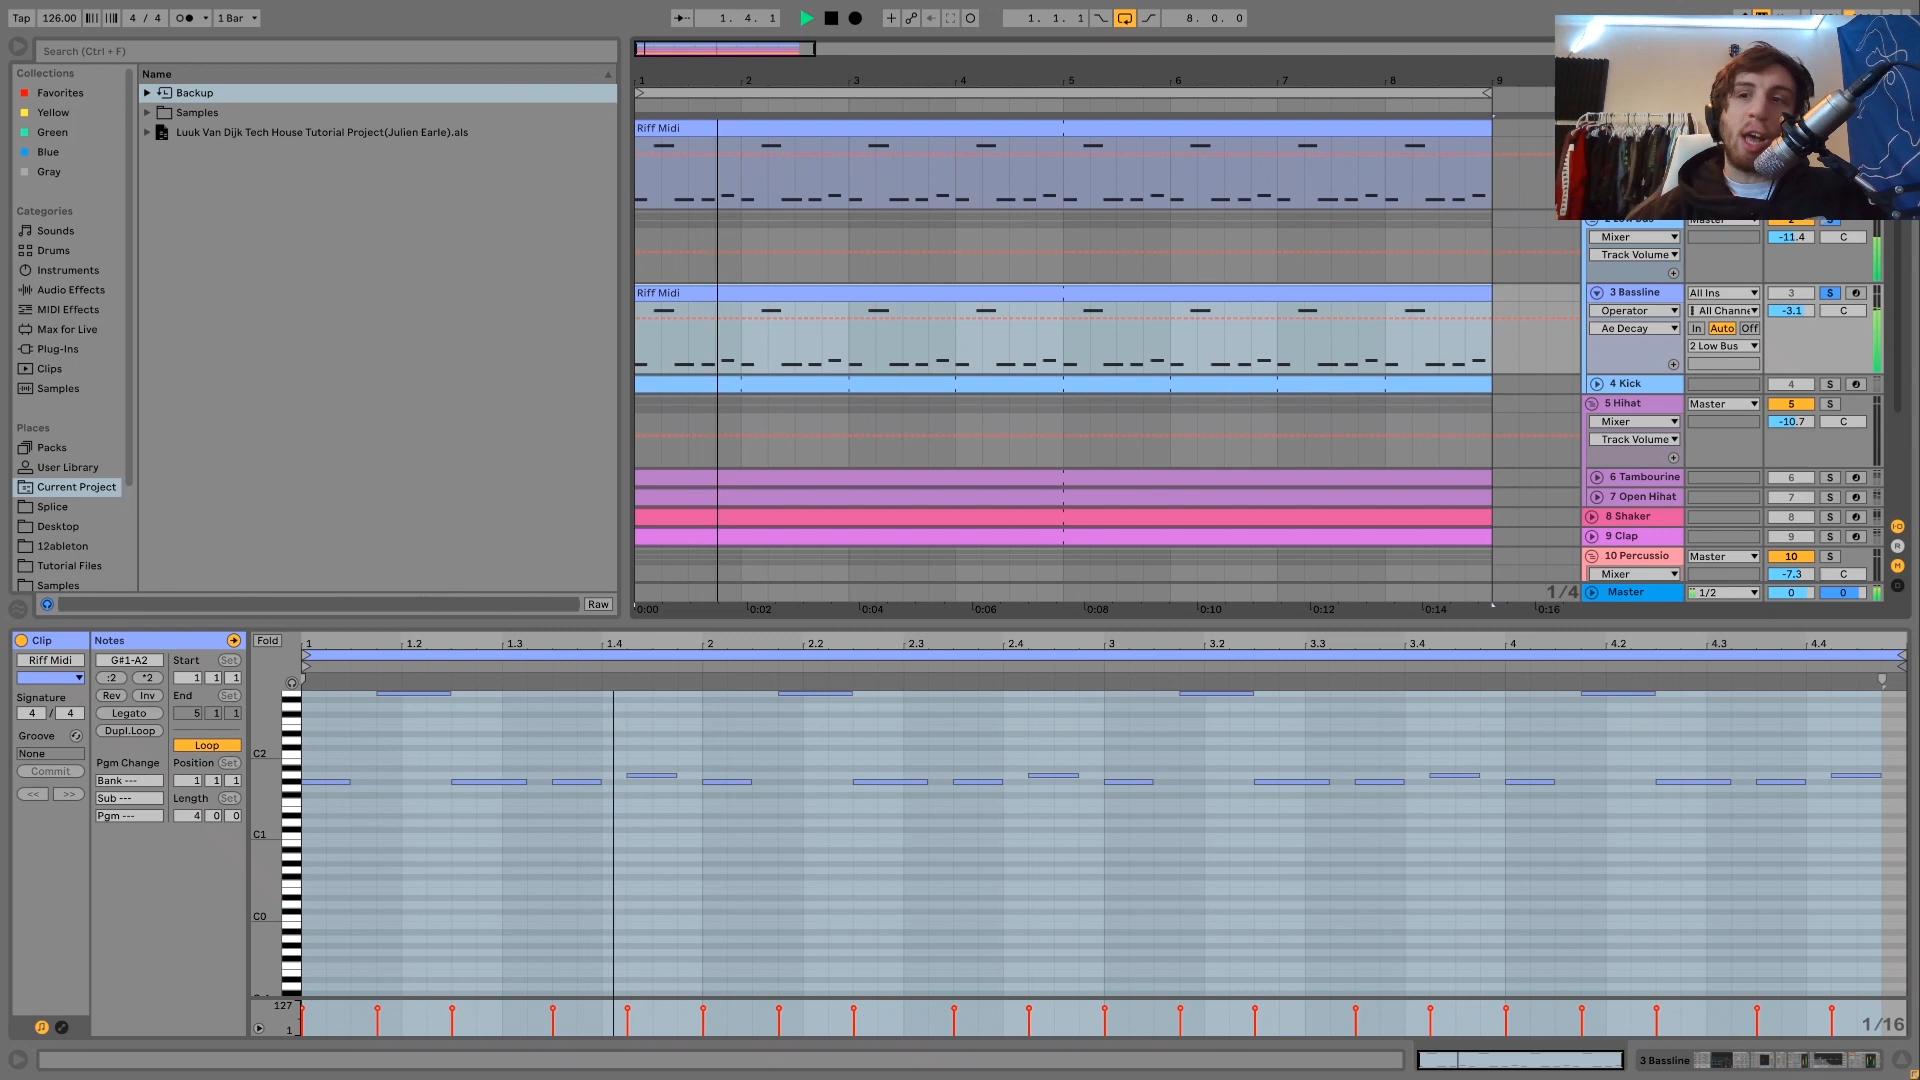 Tap 126.00 4 / 4 1 Bar 1. 4. 1 1. 1. 1 8. 0. 0
Search (Ctrl + F)
Collections
Favorites
Yellow
Green
Blue
Gray
Categories
Sounds
Drums
Instruments
Audio Effects
MIDI Effects
Max for Live
Plug-Ins
Clips
Samples
Places
Packs
User Library
Current Project
Splice
Desktop
12ableton
Tutorial Files
Samples
Name
Backup
Samples
Luuk Van Dijk Tech House Tutorial Project(Julien Earle).als
Raw
1 2 3 4 5 6 7 8 9
Riff Midi
Riff Midi
1/4
0:00 0:02 0:04 0:06 0:08 0:10 0:12 0:14 0:16
Mixer -11.4 C
Track Volume
3 Bassline All Ins 3 S
Operator All Channe -3.1 C
Ae Decay In Auto Off
2 Low Bus
4 Kick 4 S
5 Hihat Master 5 S
Mixer -10.7 C
Track Volume
6 Tambourine 6 S
7 Open Hihat 7 S
8 Shaker 8 S
9 Clap 9 S
10 Percussio Master 10 S
Mixer -7.3 C
Master 1/2 0 0
Clip
Riff Midi
Signature
4 / 4
Groove
None
Commit
<< >>
Notes
G#1-A2
:2 *2
Rev Inv
Legato
Dupl.Loop
Pgm Change
Bank ---
Sub ---
Pgm ---
Start Set
1 1 1
End Set
5 1 1
Loop
Position Set
1 1 1
Length Set
4 0 0
Fold 1 1.2 1.3 1.4 2 2.2 2.3 2.4 3 3.2 3.3 3.4 4 4.2 4.3 4.4
C2
C1
C0
127
1
1/16
3 Bassline